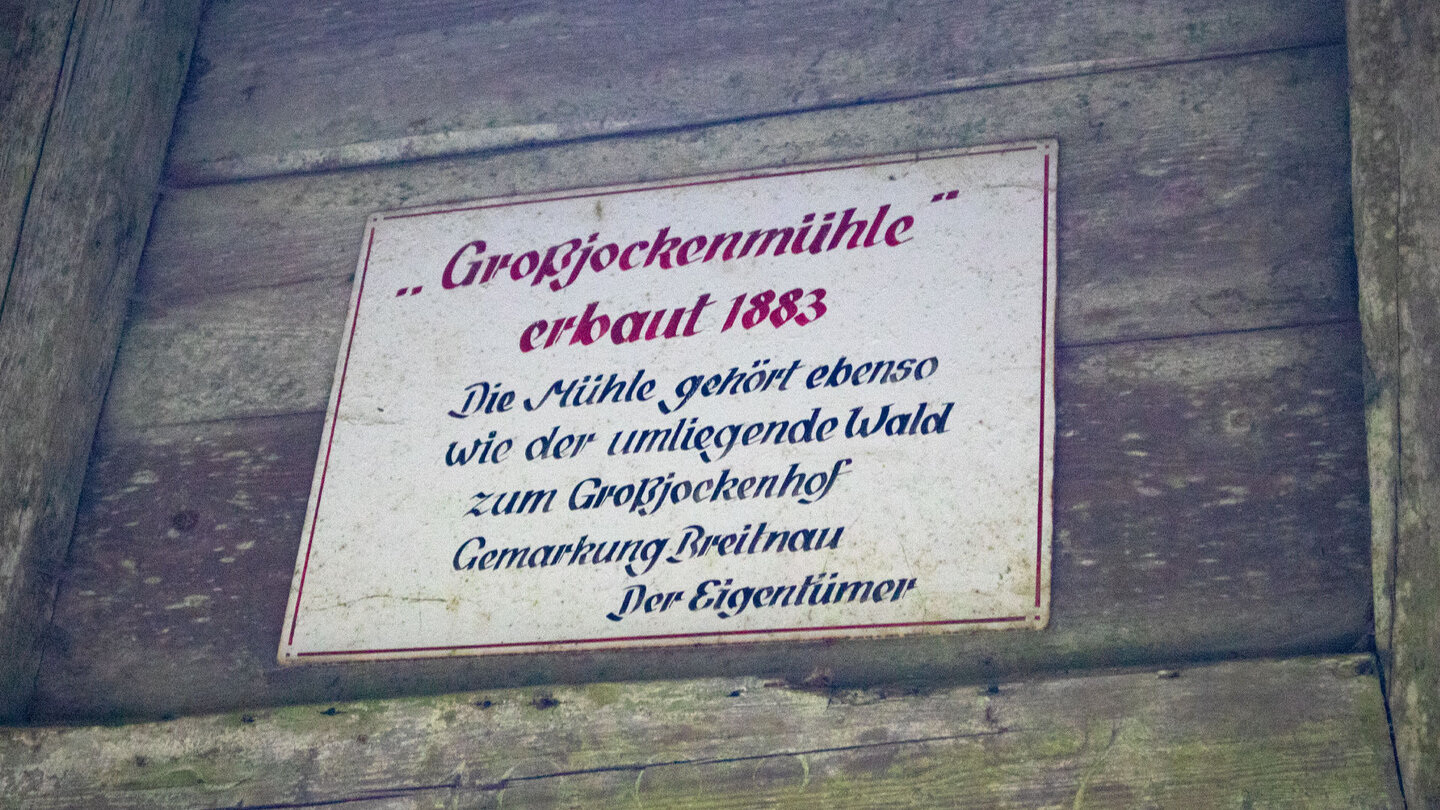 „Großjockenmühle"
erbaut 1883
Die Mühle gehört ebenso
wie der umliegende Wald
zum Großjockenhof
Gemarkung Breitnau
Der Eigentümer